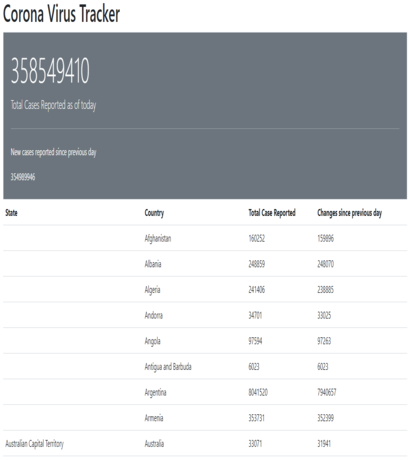 Corona Virus Tracker
358549410
Total Cases Reported as of today
New cases reported since previous day
354989946
State Country Total Case Reported Changes since previous day
Afghanistan 160252 159896
Albania 248859 248070
Algeria 241406 238885
Andorra 34701 33025
Angola 97594 97263
Antigua and Barbuda 6023 6023
Argentina 8041520 7940657
Armenia 353731 352399
Australian Capital Territory Australia 33071 31941